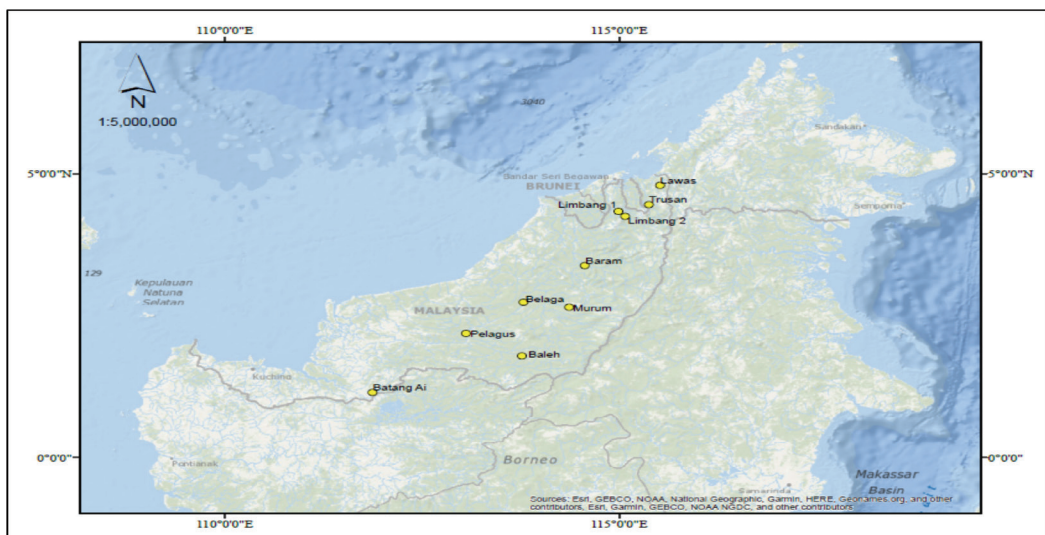 110°0'0"E
115°0'0"E
N
1:5,000,000
3040
Sandakan
5°0'0"N
5°0'0"N
Bandar Seri Begawan
BRUNEI
Lawas
Trusan
Semporna
Limbang 1
Limbang 2
Baram
129
Kepulauan
Natuna
Selatan
Belaga
MALAYSIA
Murum
Pelagus
Baleh
Kuching
Batang Ai
0°0'0"
0°0'0"
Pontianak
Borneo
Makassar
Basin
Samarinda
Sources: Esri, GEBCO, NOAA, National Geographic, Garmin, HERE, Geonames.org, and other
contributors, Esri, Garmin, GEBCO, NOAA NGDC, and other contributors
110°0'0"E
115°0'0"E